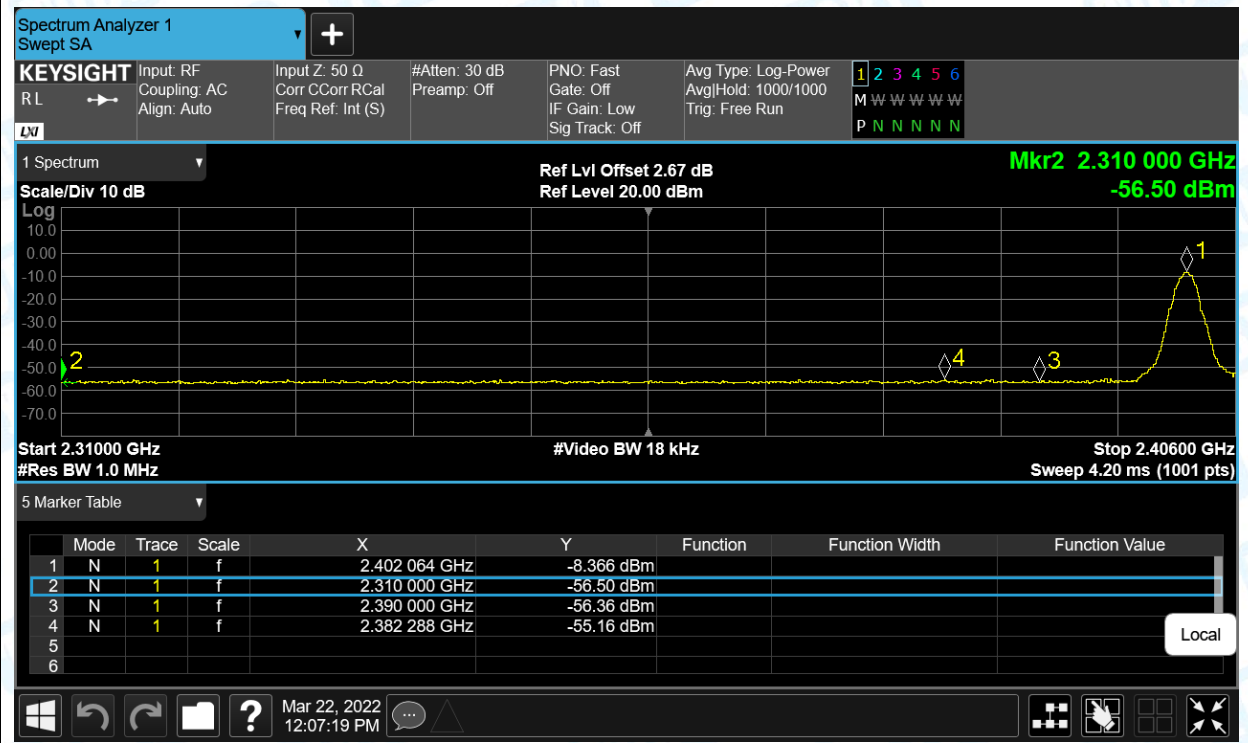 Spectrum Analyzer 1
Swept SA
+
KEYSIGHT Input: RF Input Z: 50 Ω #Atten: 30 dB PNO: Fast Avg Type: Log-Power 1 2 3 4 5 6
R L Coupling: AC Corr CCorr RCal Preamp: Off Gate: Off Avg|Hold: 1000/1000 M W W W W W
Align: Auto Freq Ref: Int (S) IF Gain: Low Trig: Free Run
LXI Sig Track: Off P N N N N N
1 Spectrum Ref Lvl Offset 2.67 dB Mkr2 2.310 000 GHz
Scale/Div 10 dB Ref Level 20.00 dBm -56.50 dBm
Log
10.0
0.00 1
-10.0
-20.0
-30.0
-40.0
-50.0 2 4 3
-60.0
-70.0
Start 2.31000 GHz #Video BW 18 kHz Stop 2.40600 GHz
#Res BW 1.0 MHz Sweep 4.20 ms (1001 pts)
5 Marker Table
Mode Trace Scale X Y Function Function Width Function Value
1 N 1 f 2.402 064 GHz -8.366 dBm
2 N 1 f 2.310 000 GHz -56.50 dBm
3 N 1 f 2.390 000 GHz -56.36 dBm
4 N 1 f 2.382 288 GHz -55.16 dBm
5
6
Local
? Mar 22, 2022
12:07:19 PM